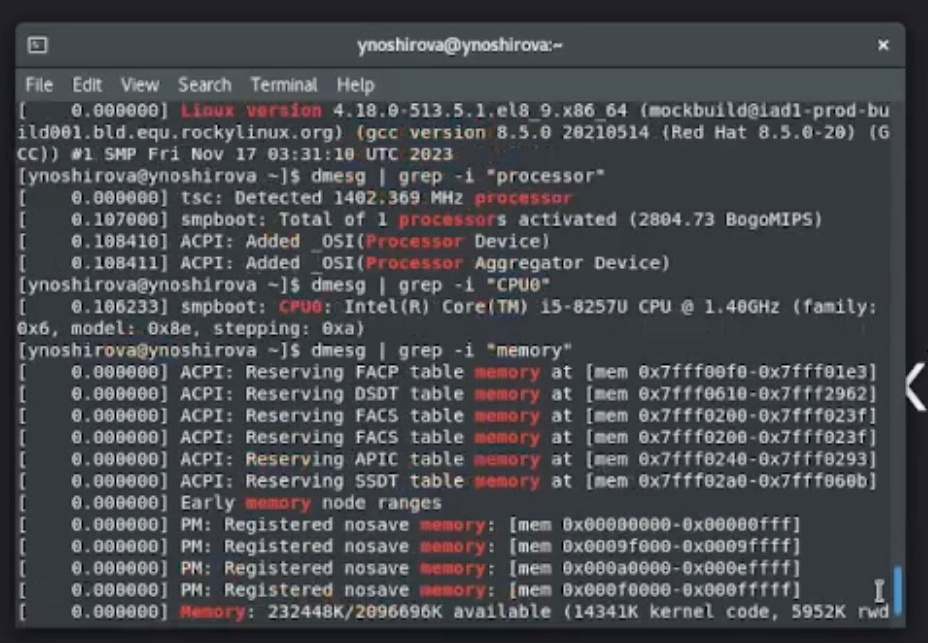 ynoshirova@ynoshirova:~
File Edit View Search Terminal Help
[    0.000000] Linux version 4.18.0-513.5.1.el8_9.x86_64 (mockbuild@iad1-prod-bu
ild001.bld.equ.rockylinux.org) (gcc version 8.5.0 20210514 (Red Hat 8.5.0-20) (G
CC)) #1 SMP Fri Nov 17 03:31:10 UTC 2023
[ynoshirova@ynoshirova ~]$ dmesg | grep -i "processor"
[    0.000000] tsc: Detected 1402.369 MHz processor
[    0.107000] smpboot: Total of 1 processors activated (2804.73 BogoMIPS)
[    0.108410] ACPI: Added _OSI(Processor Device)
[    0.108411] ACPI: Added _OSI(Processor Aggregator Device)
[ynoshirova@ynoshirova ~]$ dmesg | grep -i "CPU0"
[    0.106233] smpboot: CPU0: Intel(R) Core(TM) i5-8257U CPU @ 1.40GHz (family:
0x6, model: 0x8e, stepping: 0xa)
[ynoshirova@ynoshirova ~]$ dmesg | grep -i "memory"
[    0.000000] ACPI: Reserving FACP table memory at [mem 0x7fff00f0-0x7fff01e3]
[    0.000000] ACPI: Reserving DSDT table memory at [mem 0x7fff0610-0x7fff2962]
[    0.000000] ACPI: Reserving FACS table memory at [mem 0x7fff0200-0x7fff023f]
[    0.000000] ACPI: Reserving FACS table memory at [mem 0x7fff0200-0x7fff023f]
[    0.000000] ACPI: Reserving APIC table memory at [mem 0x7fff0240-0x7fff0293]
[    0.000000] ACPI: Reserving SSDT table memory at [mem 0x7fff02a0-0x7fff060b]
[    0.000000] Early memory node ranges
[    0.000000] PM: Registered nosave memory: [mem 0x00000000-0x00000fff]
[    0.000000] PM: Registered nosave memory: [mem 0x0009f000-0x0009ffff]
[    0.000000] PM: Registered nosave memory: [mem 0x000a0000-0x000effff]
[    0.000000] PM: Registered nosave memory: [mem 0x000f0000-0x000fffff]
[    0.000000] Memory: 232448K/2096696K available (14341K kernel code, 5952K rwd